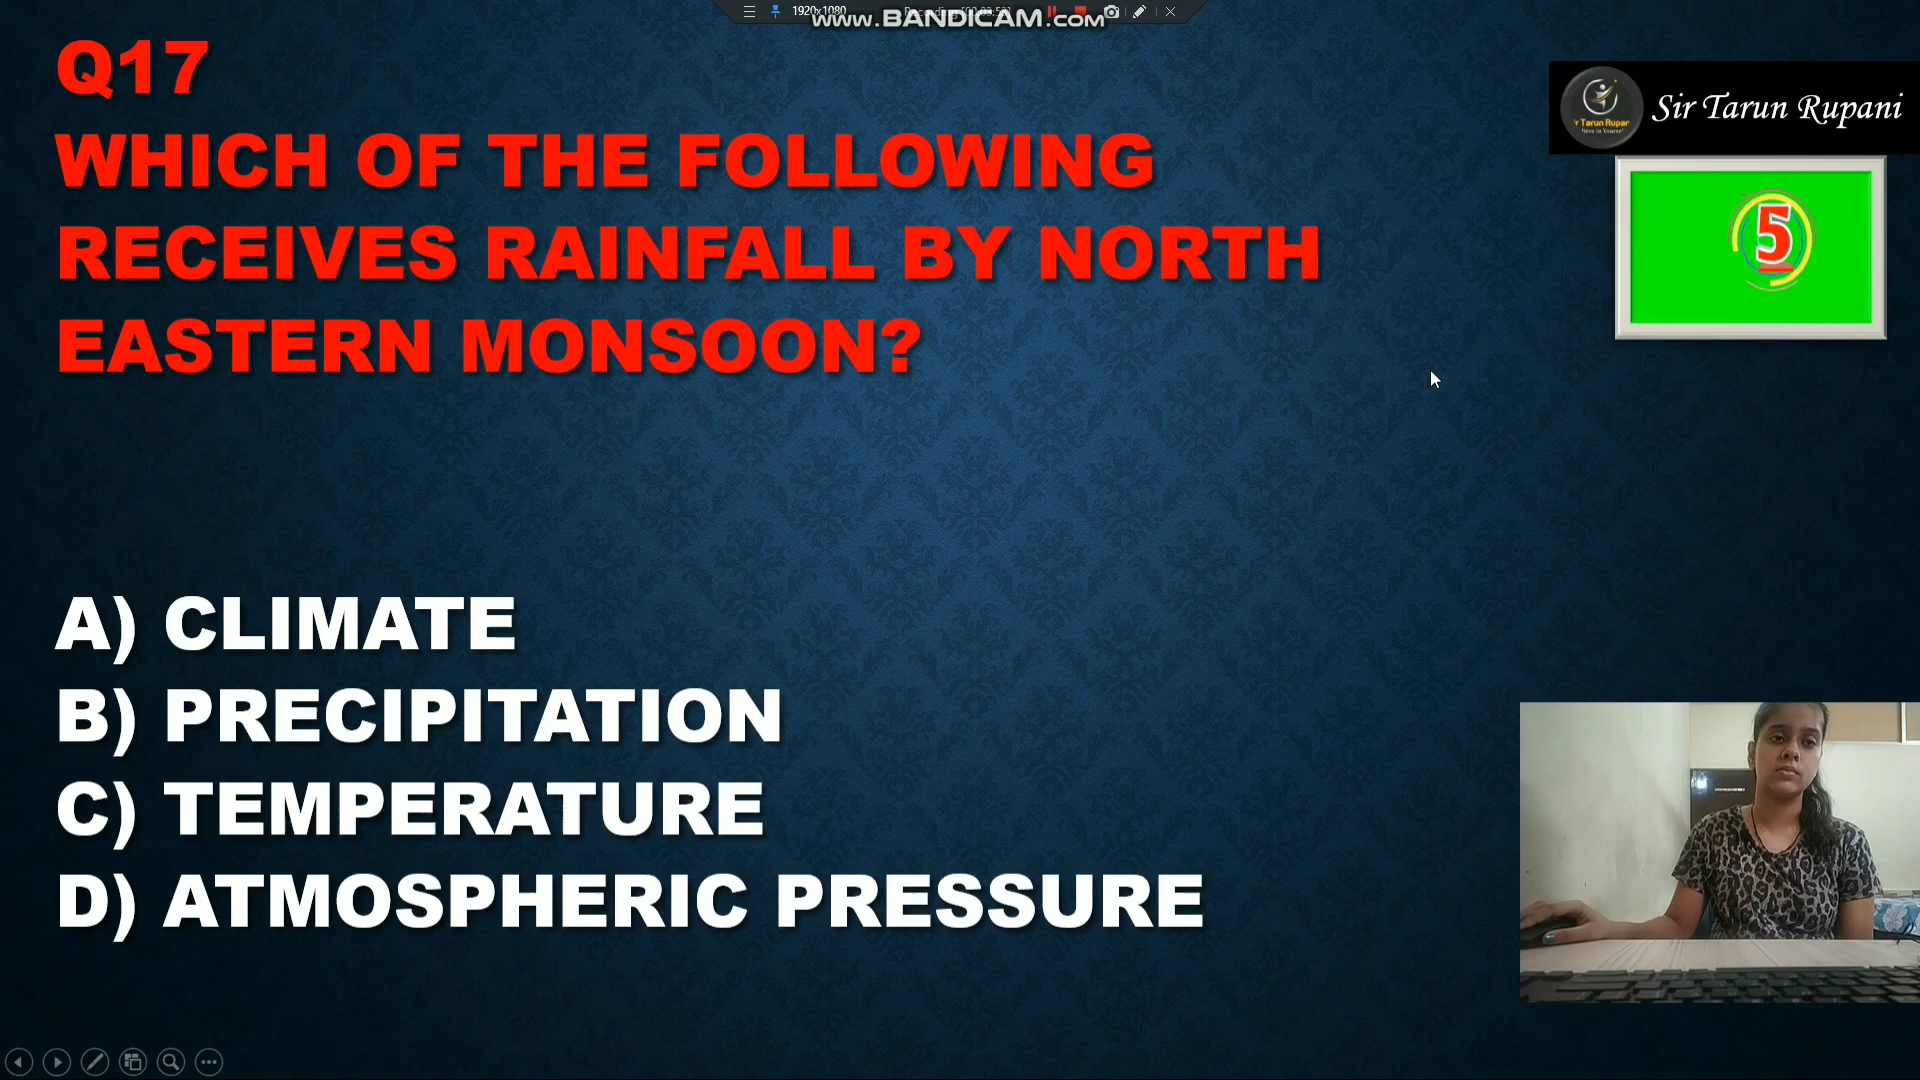 1920x1080
www.BANDICAM.com
Q17
WHICH OF THE FOLLOWING
RECEIVES RAINFALL BY NORTH
EASTERN MONSOON?
Sir Tarun Rupani
5
A) CLIMATE
B) PRECIPITATION
C) TEMPERATURE
D) ATMOSPHERIC PRESSURE